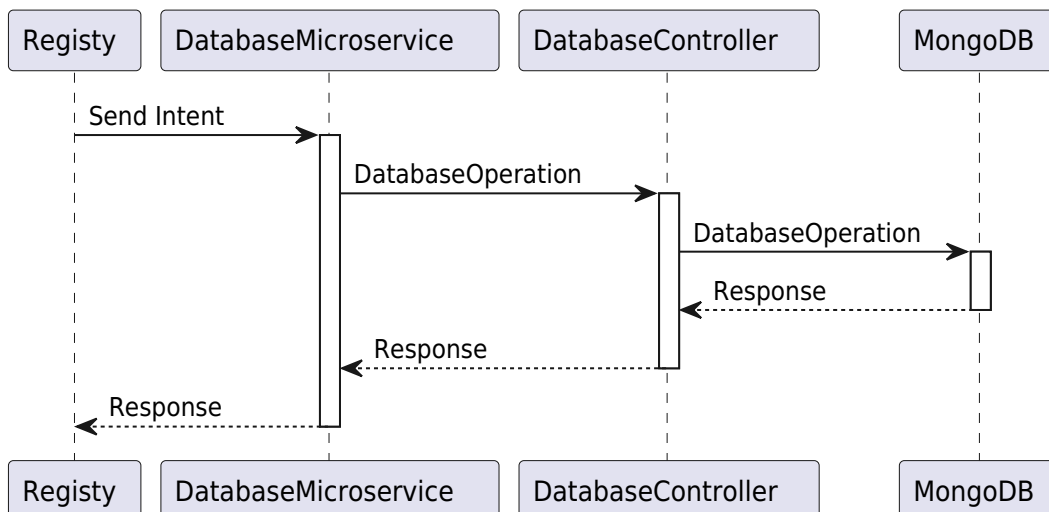 Registy
DatabaseMicroservice
DatabaseController
MongoDB
Send Intent
DatabaseOperation
DatabaseOperation
Response
Response
Response
Registy
DatabaseMicroservice
DatabaseController
MongoDB